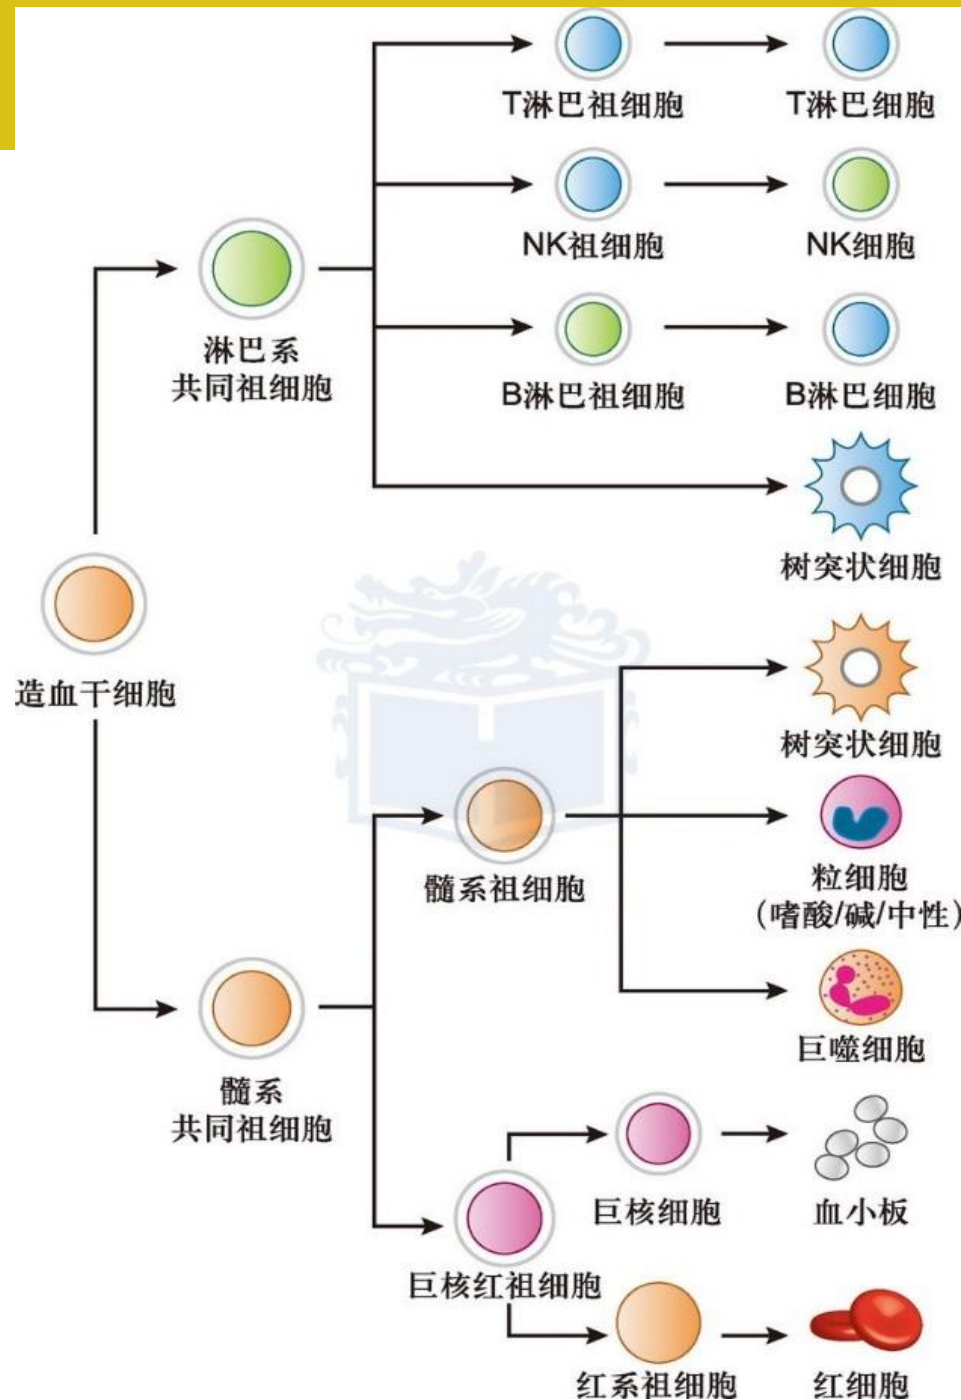 T淋巴祖细胞
T淋巴细胞
NK祖细胞
NK细胞
淋巴系
共同祖细胞
B淋巴祖细胞
B淋巴细胞
树突状细胞
造血干细胞
树突状细胞
髓系祖细胞
粒细胞
(嗜酸/碱/中性)
巨噬细胞
髓系
共同祖细胞
巨核细胞
血小板
巨核红祖细胞
红系祖细胞
红细胞